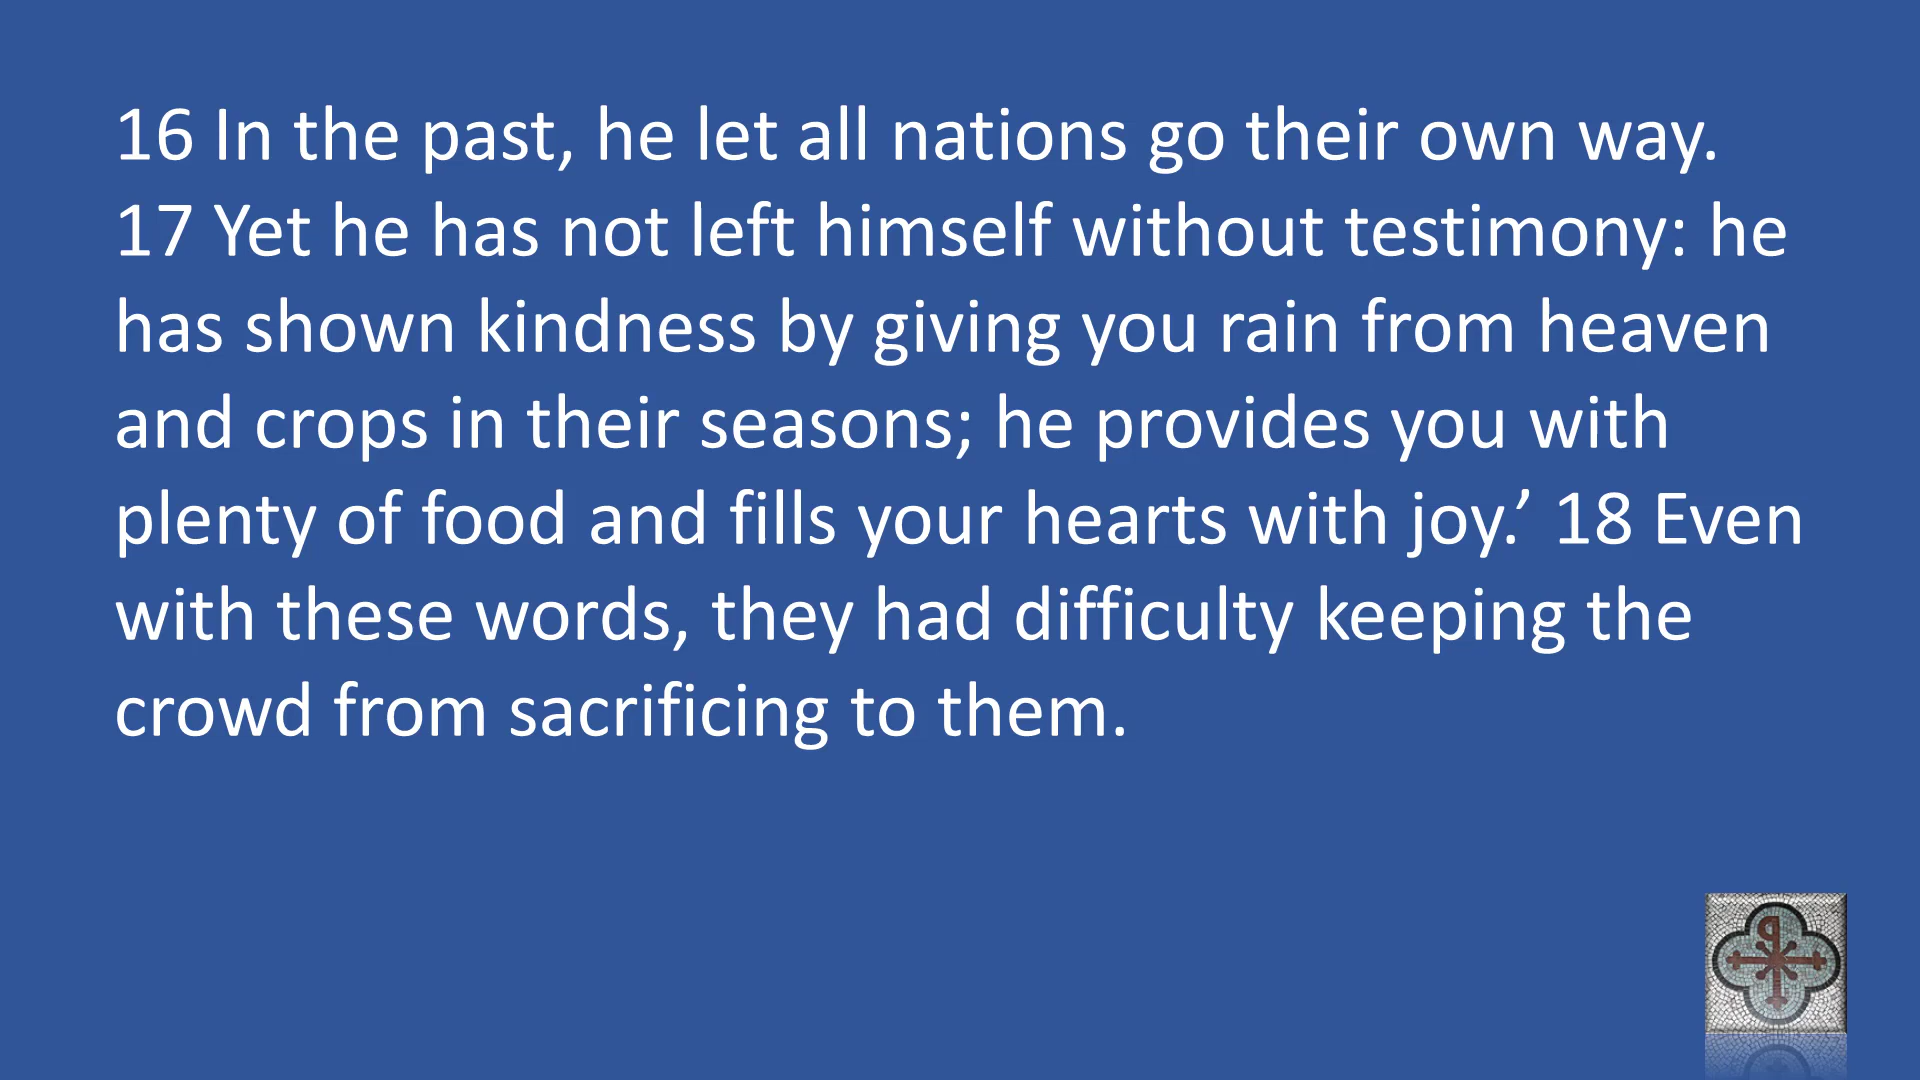 16 In the past, he let all nations go their own way.
17 Yet he has not left himself without testimony: he
has shown kindness by giving you rain from heaven
and crops in their seasons; he provides you with
plenty of food and fills your hearts with joy.’ 18 Even
with these words, they had difficulty keeping the
crowd from sacrificing to them.